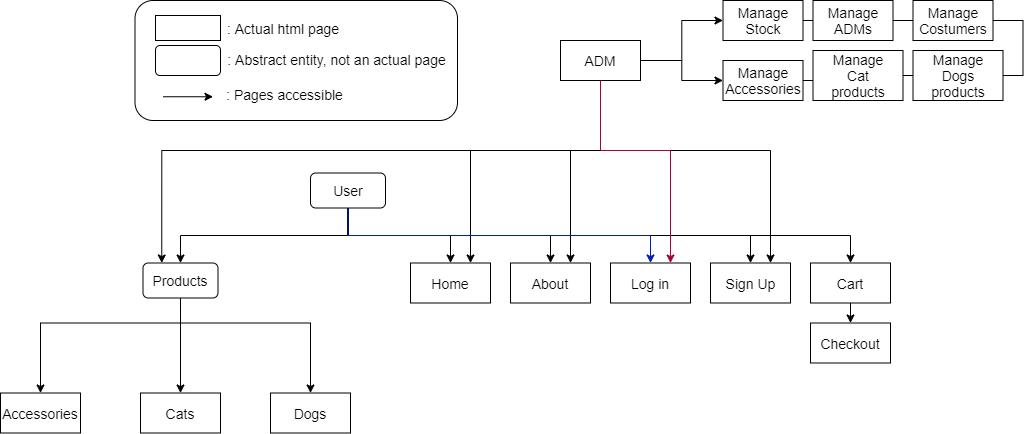 : Actual html page
: Abstract entity, not an actual page
: Pages accessible
ADM
Manage
Stock
Manage
ADMs
Manage
Costumers
Manage
Accessories
Manage
Cat
products
Manage
Dogs
products
User
Products
Home
About
Log in
Sign Up
Cart
Checkout
Accessories
Cats
Dogs